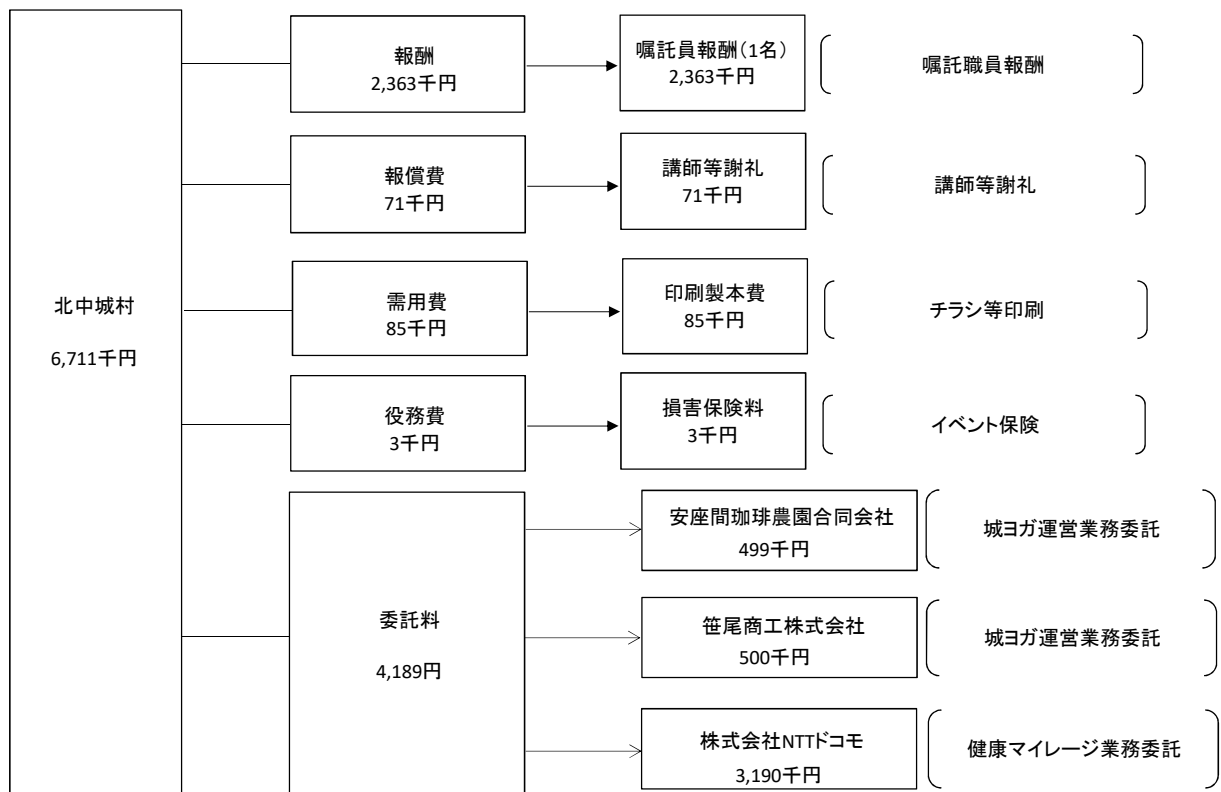 北中城村
6,711千円
報酬
2,363千円
嘱託員報酬(1名)
2,363千円
嘱託職員報酬
報償費
71千円
講師等謝礼
71千円
講師等謝礼
需用費
85千円
印刷製本費
85千円
チラシ等印刷
役務費
3千円
損害保険料
3千円
イベント保険
委託料
4,189円
安座間珈琲農園合同会社
499千円
城ヨガ運営業務委託
笹尾商工株式会社
500千円
城ヨガ運営業務委託
株式会社NTTドコモ
3,190千円
健康マイレージ業務委託